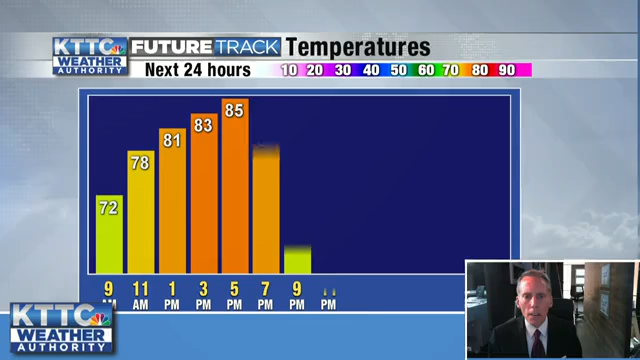 KTTC
WEATHER
AUTHORITY
FUTURETRACK Temperatures
Next 24 hours 10 20 30 40 50 60 70 80 90
72 78 81 83 85
9 11 1 3 5 7 9
AM AM PM PM PM PM PM PM
KTTC
WEATHER
AUTHORITY